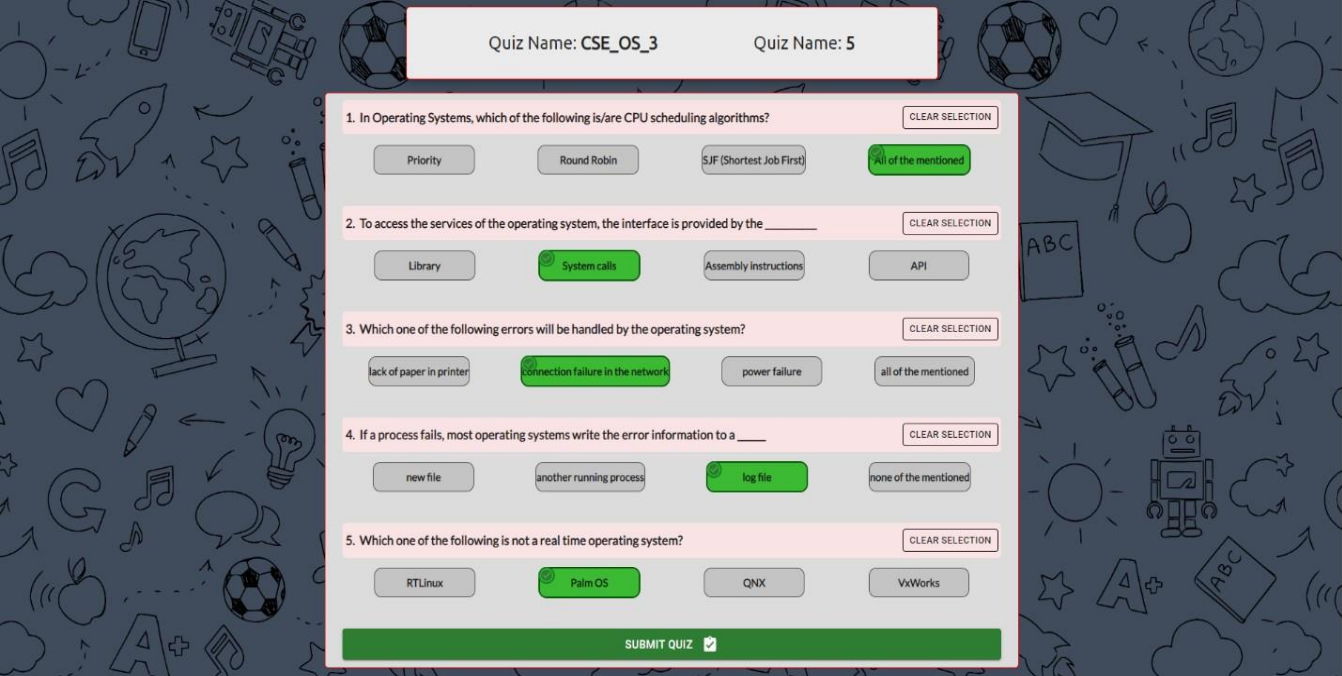 Quiz Name: CSE_OS_3 Quiz Name: 5
1. In Operating Systems, which of the following is/are CPU scheduling algorithms? CLEAR SELECTION
Priority Round Robin SJF (Shortest Job First) All of the mentioned
2. To access the services of the operating system, the interface is provided by the _________ CLEAR SELECTION
Library System calls Assembly instructions API
3. Which one of the following errors will be handled by the operating system? CLEAR SELECTION
lack of paper in printer connection failure in the network power failure all of the mentioned
4. If a process fails, most operating systems write the error information to a _____ CLEAR SELECTION
new file another running process log file none of the mentioned
5. Which one of the following is not a real time operating system? CLEAR SELECTION
RTLinux Palm OS QNX VxWorks
SUBMIT QUIZ
ABC
ABC
A+
A+